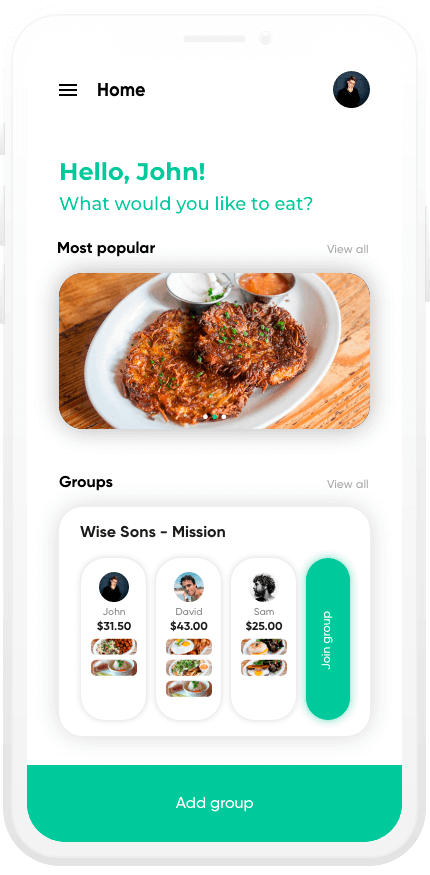 Home
Hello, John!
What would you like to eat?
Most popular
View all
Groups
View all
Wise Sons - Mission
John
$31.50
David
$43.00
Sam
$25.00
Join group
Add group